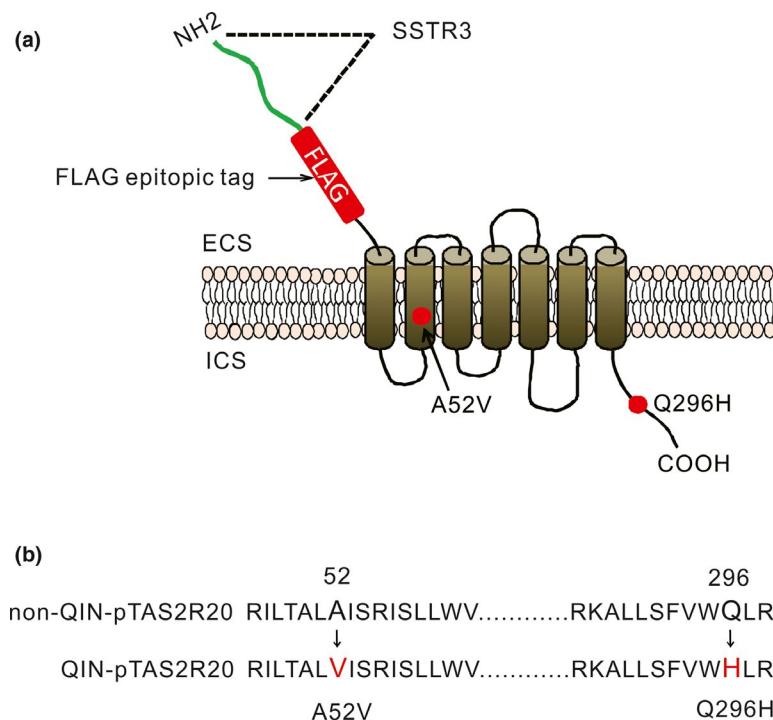 (a)
NH2
SSTR3
FLAG
FLAG epitopic tag
ECS
ICS
A52V
Q296H
COOH
(b)
52 296
non-QIN-pTAS2R20 RILTALAISRISLLWV............RKALLSFVWQLR
QIN-pTAS2R20 RILTALVISRISLLWV............RKALLSFVWHLR
A52V Q296H